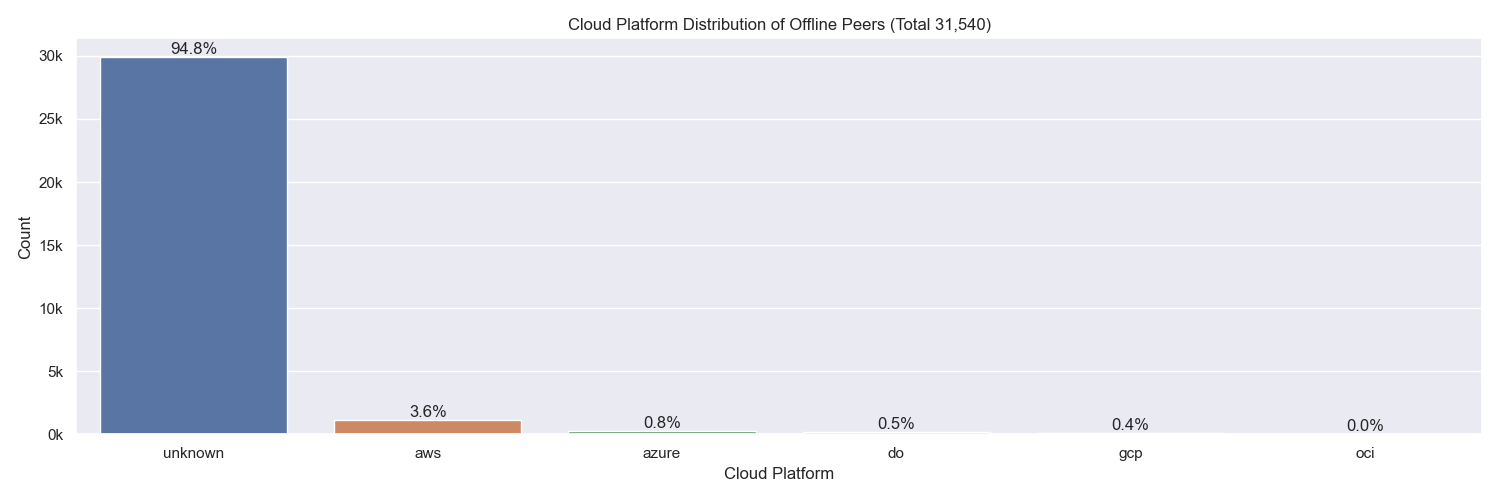 Cloud Platform Distribution of Offline Peers (Total 31,540)
Count
30k
25k
20k
15k
10k
5k
0k
94.8%
3.6%
0.8%
0.5%
0.4%
0.0%
unknown aws azure do gcp oci
Cloud Platform